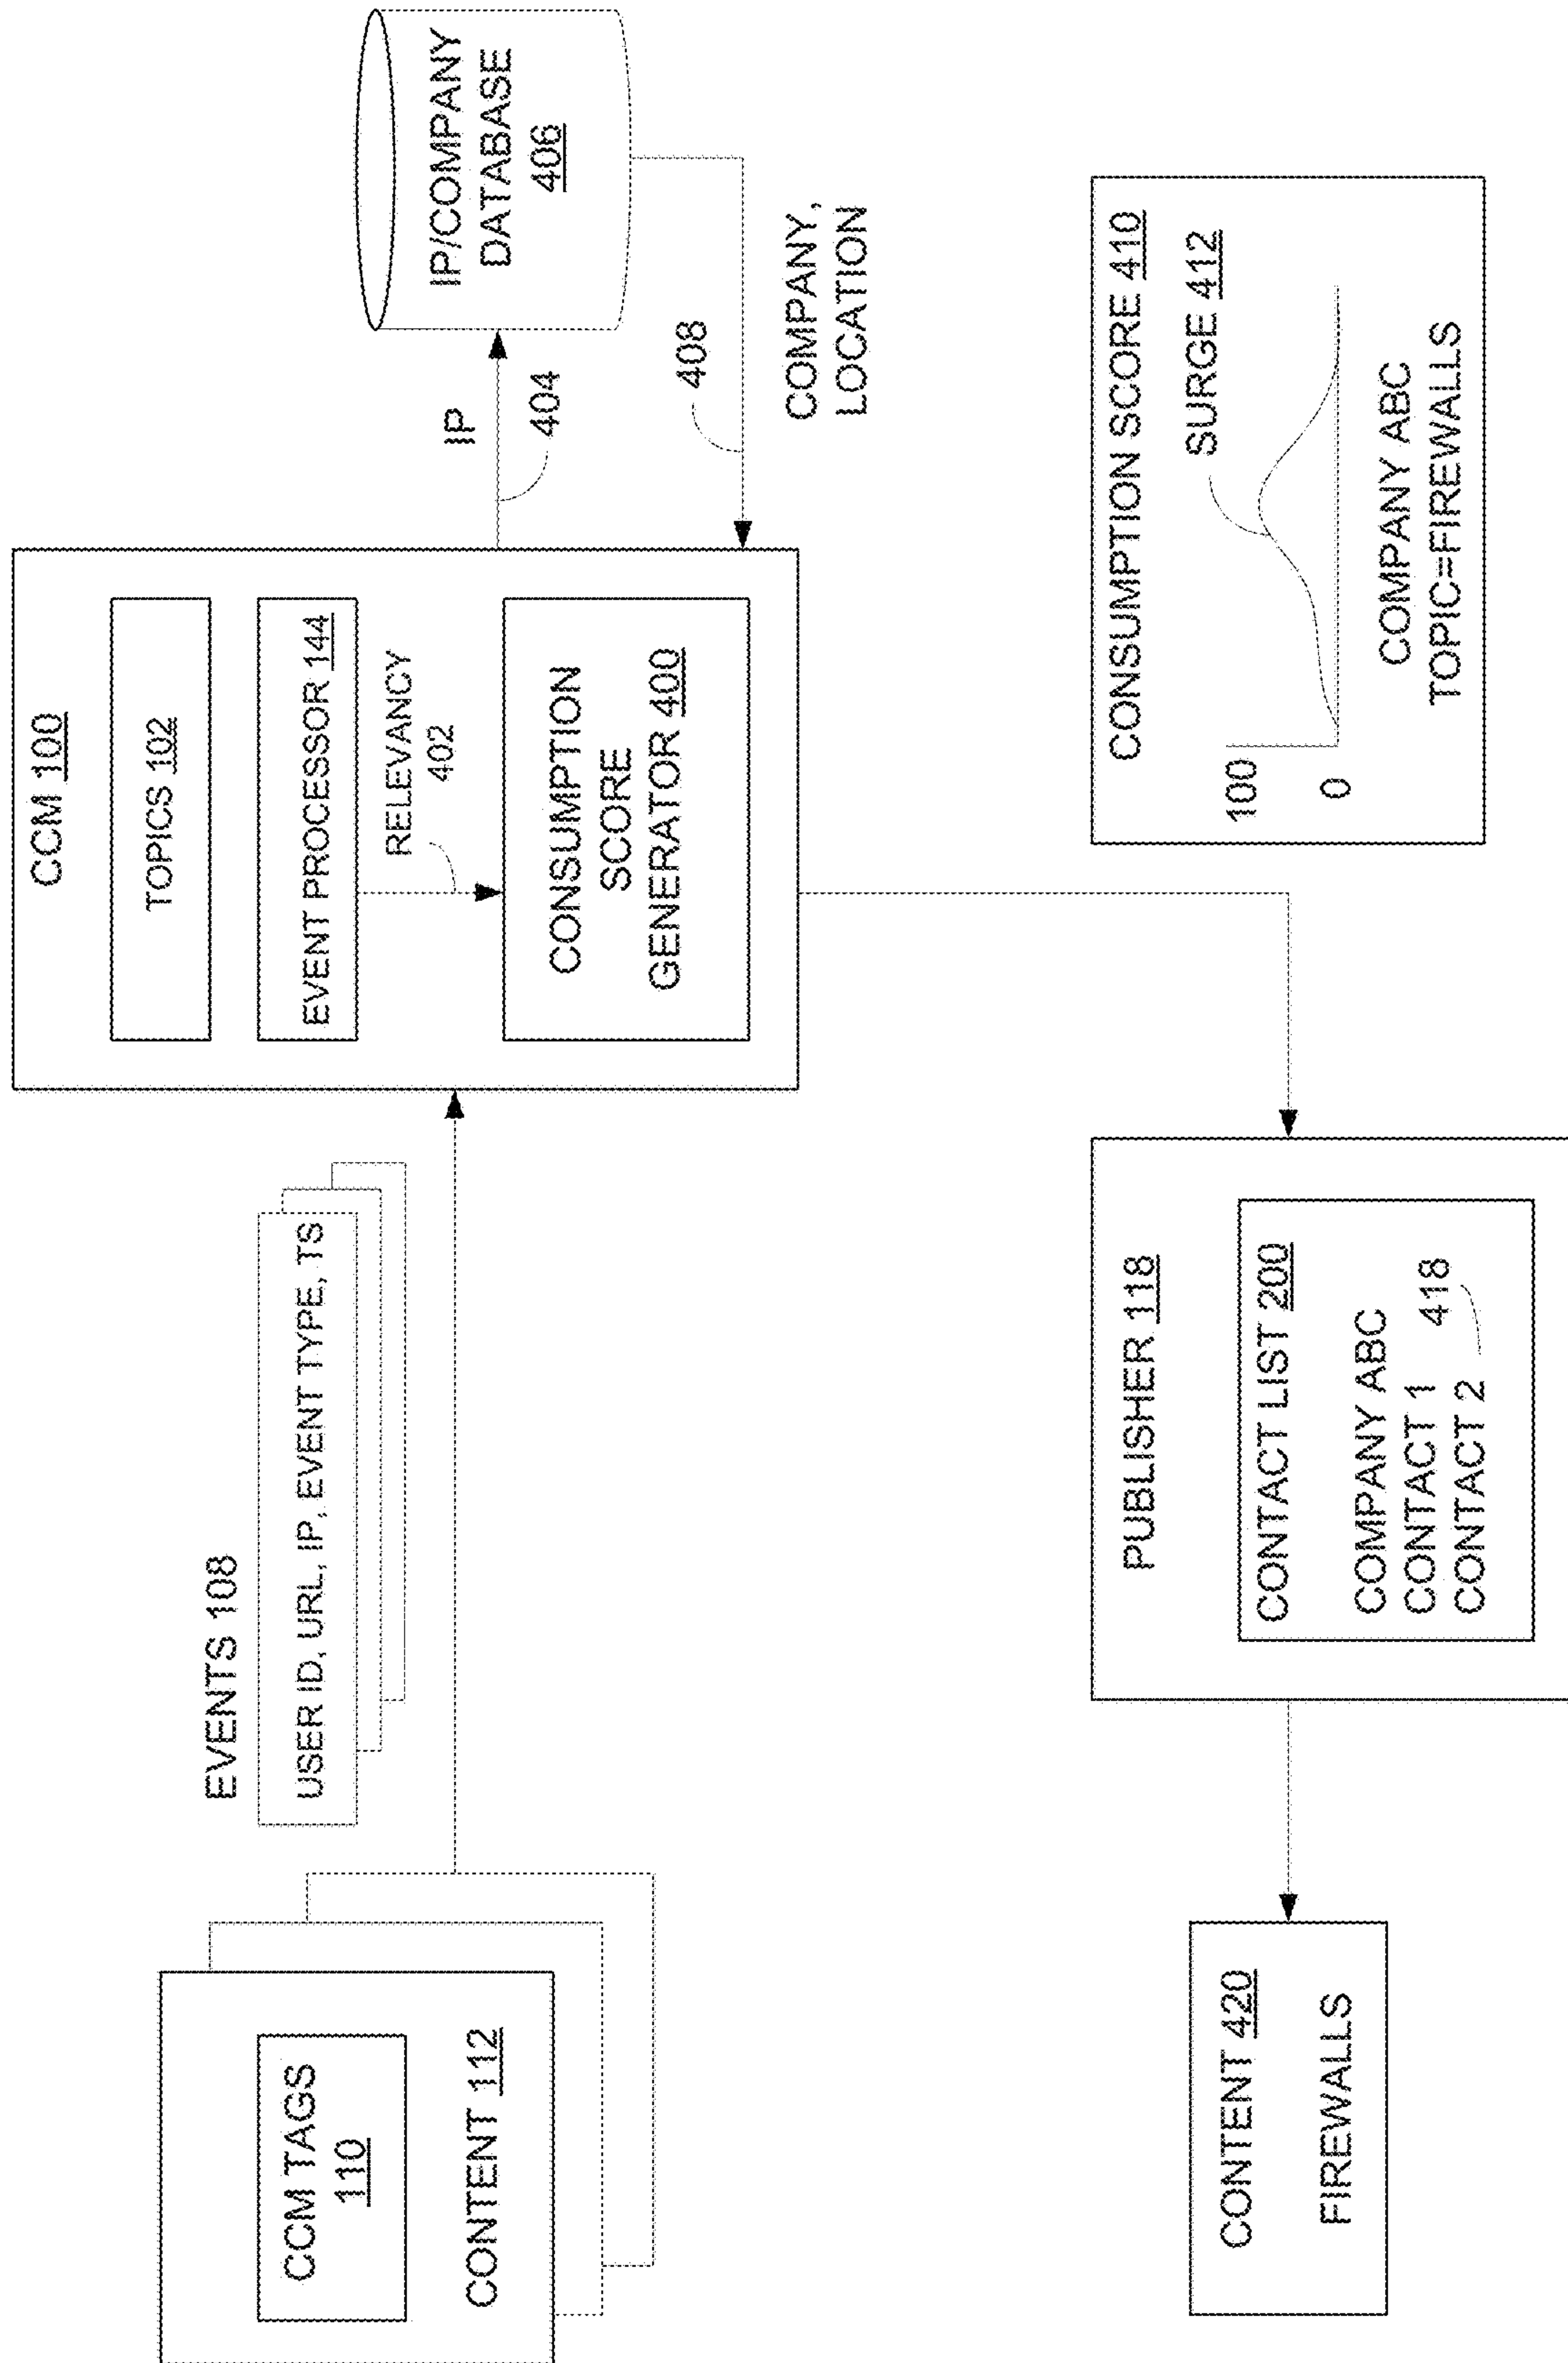 CCM TAGS
110
CONTENT 112
EVENTS 108
USER ID, URL, IP, EVENT TYPE, TS
CCM 100
TOPICS 102
EVENT PROCESSOR 144
RELEVANCY
402
CONSUMPTION
SCORE
GENERATOR 400
IP
404
IP/COMPANY
DATABASE
406
408
COMPANY,
LOCATION
CONTENT 420
FIREWALLS
PUBLISHER 118
CONTACT LIST 200
COMPANY ABC
CONTACT 1
418
CONTACT 2
CONSUMPTION SCORE 410
SURGE 412
100
0
COMPANY ABC
TOPIC=FIREWALLS